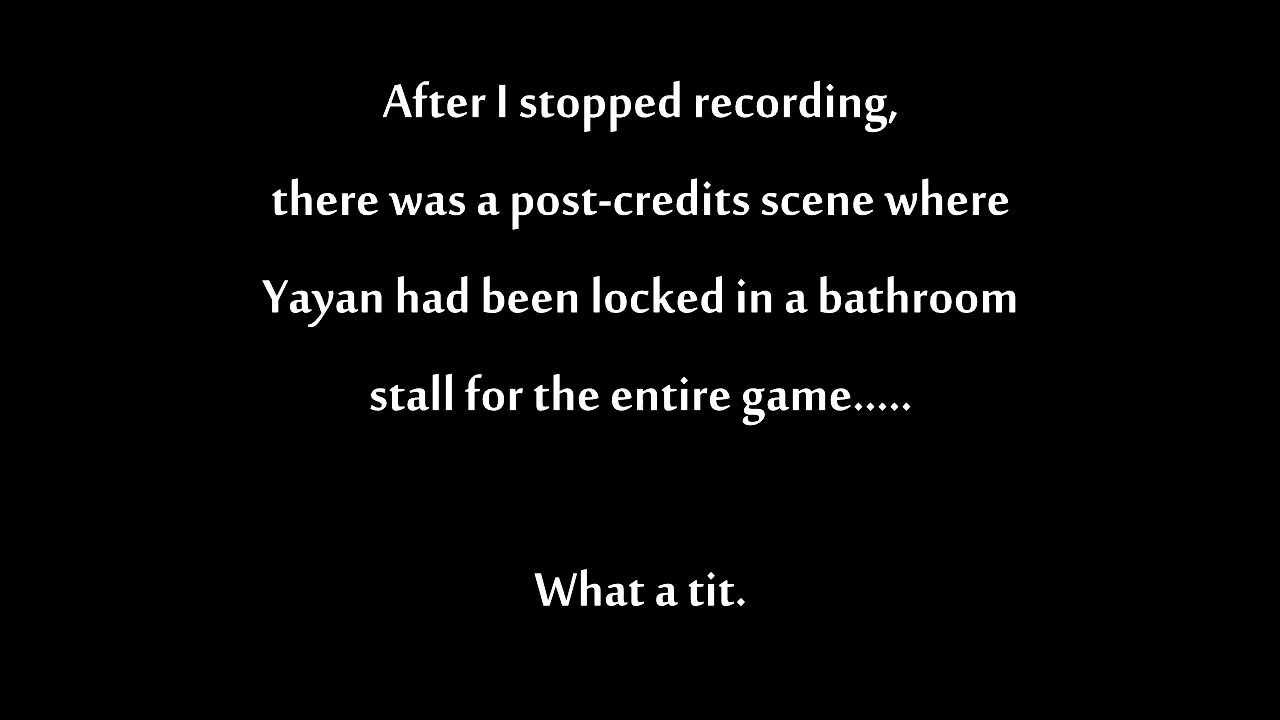 After I stopped recording,
there was a post-credits scene where
Yayan had been locked in a bathroom
stall for the entire game.....
What a tit.